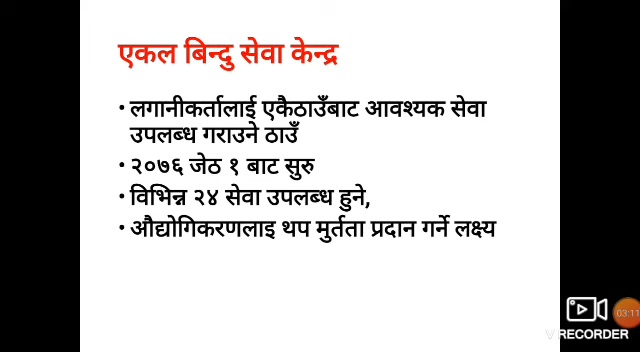 एकल बिन्दु सेवा केन्द्र
• लगानीकर्तालाई एकैठाउँबाट आवश्यक सेवा
उपलब्ध गराउने ठाउँ
• २०७६ जेठ १ बाट सुरु
• विभिन्न २४ सेवा उपलब्ध हुने,
• औद्योगिकरणलाइ थप मुर्तता प्रदान गर्ने लक्ष्य
03:11
V RECORDER